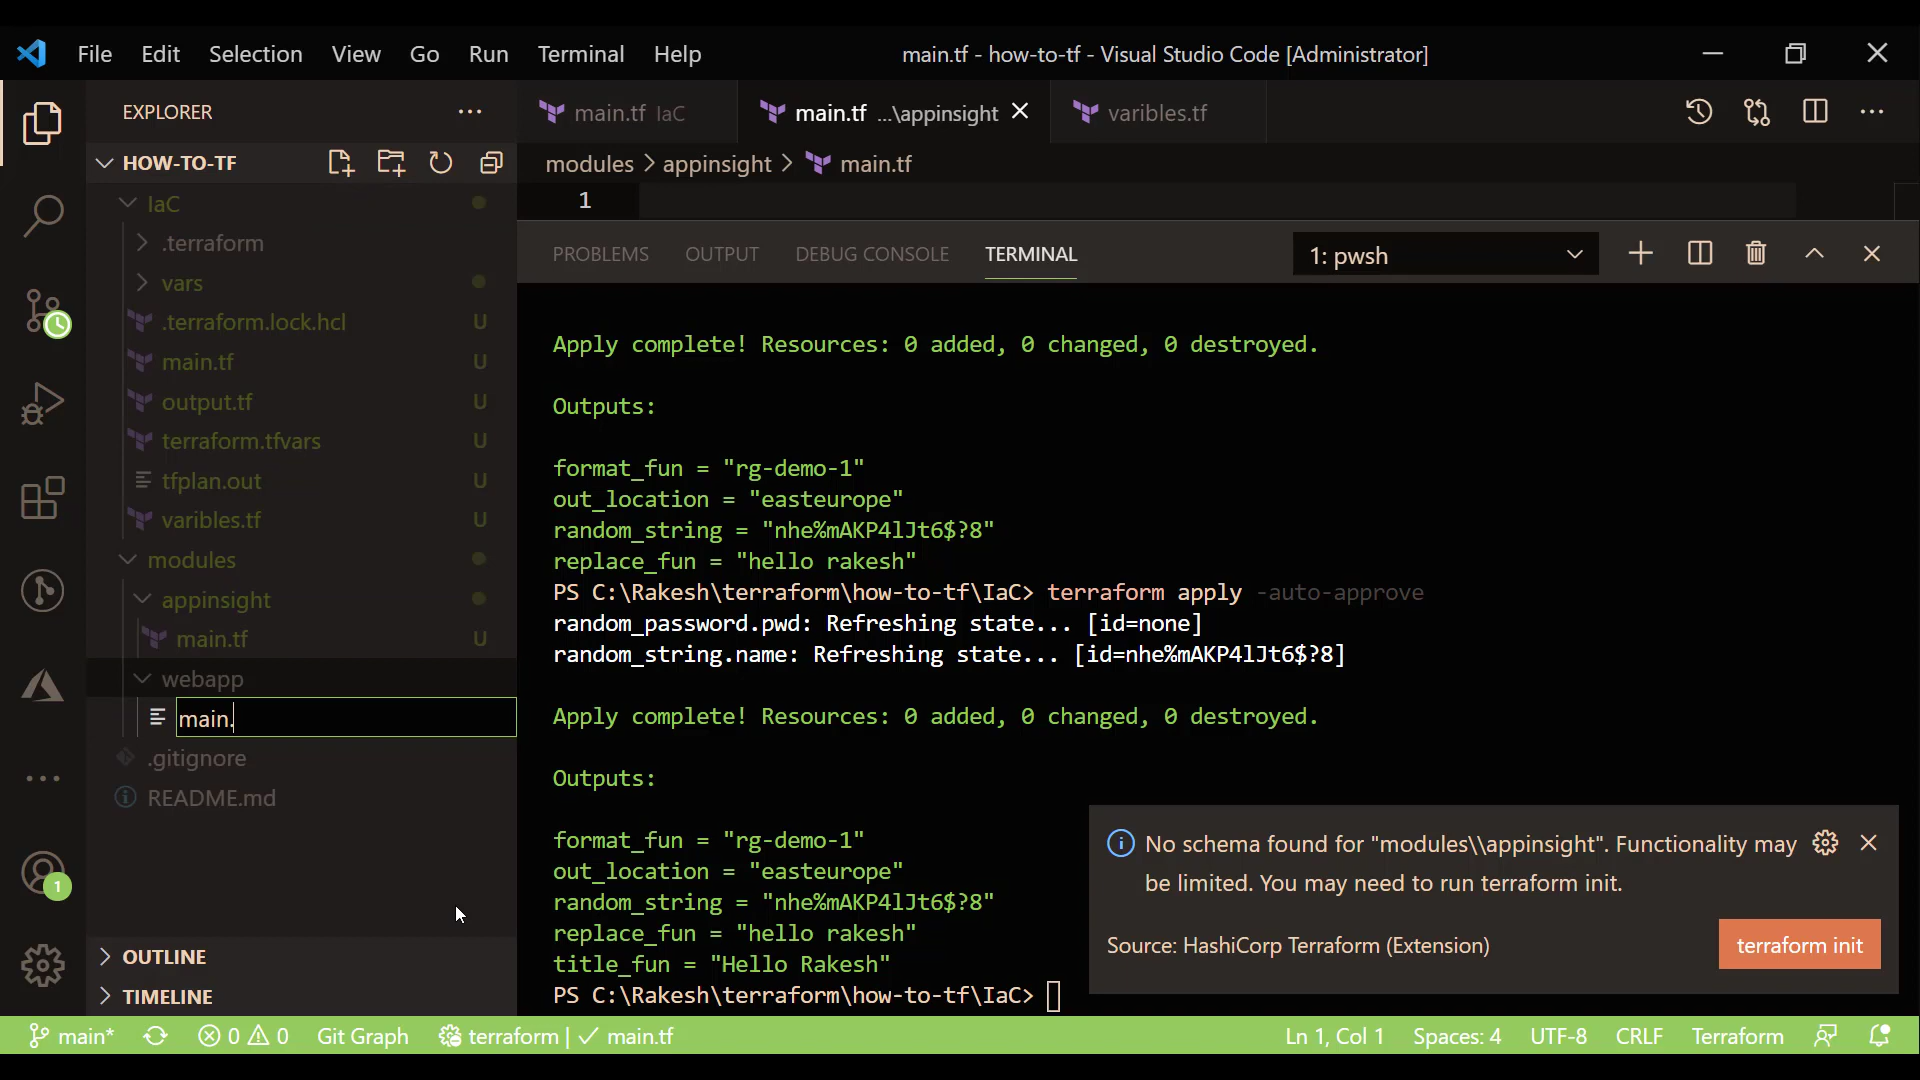 File Edit Selection View Go Run Terminal Help
main.tf - how-to-tf - Visual Studio Code [Administrator]
EXPLORER
main.tf IaC
main.tf ...\appinsight
varibles.tf
HOW-TO-TF
modules > appinsight > main.tf
1
IaC
.terraform
vars
.terraform.lock.hcl U
main.tf U
output.tf U
terraform.tfvars U
tfplan.out U
varibles.tf U
modules
appinsight
main.tf U
webapp
main.
.gitignore
README.md
OUTLINE
TIMELINE
1
PROBLEMS OUTPUT DEBUG CONSOLE TERMINAL
1: pwsh
Apply complete! Resources: 0 added, 0 changed, 0 destroyed.
Outputs:
format_fun = "rg-demo-1"
out_location = "easteurope"
random_string = "nhe%mAKP4lJt6$?8"
replace_fun = "hello rakesh"
PS C:\Rakesh\terraform\how-to-tf\IaC> terraform apply -auto-approve
random_password.pwd: Refreshing state... [id=none]
random_string.name: Refreshing state... [id=nhe%mAKP4lJt6$?8]
Apply complete! Resources: 0 added, 0 changed, 0 destroyed.
Outputs:
format_fun = "rg-demo-1"
out_location = "easteurope"
random_string = "nhe%mAKP4lJt6$?8"
replace_fun = "hello rakesh"
title_fun = "Hello Rakesh"
PS C:\Rakesh\terraform\how-to-tf\IaC>
No schema found for "modules\\appinsight". Functionality may
be limited. You may need to run terraform init.
Source: HashiCorp Terraform (Extension)
terraform init
main* 0 0 Git Graph terraform | ✓ main.tf
Ln 1, Col 1 Spaces: 4 UTF-8 CRLF Terraform